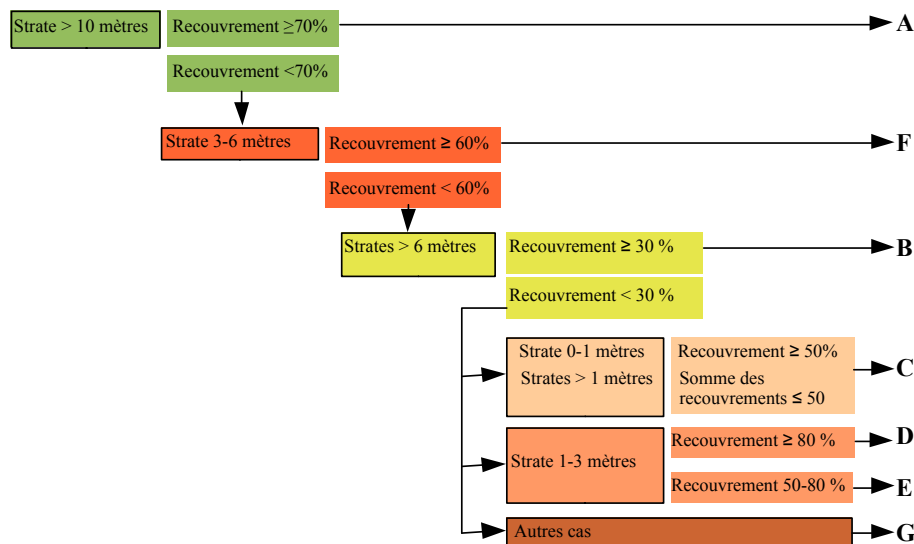 Strate > 10 mètres Recouvrement ≥70% A
Recouvrement <70%
Strate 3-6 mètres Recouvrement ≥ 60% F
Recouvrement < 60%
Strates > 6 mètres Recouvrement ≥ 30 % B
Recouvrement < 30 %
Strate 0-1 mètres Recouvrement ≥ 50% C
Strates > 1 mètres Somme des
recouvrements ≤ 50
Strate 1-3 mètres Recouvrement ≥ 80 % D
Recouvrement 50-80 % E
Autres cas G